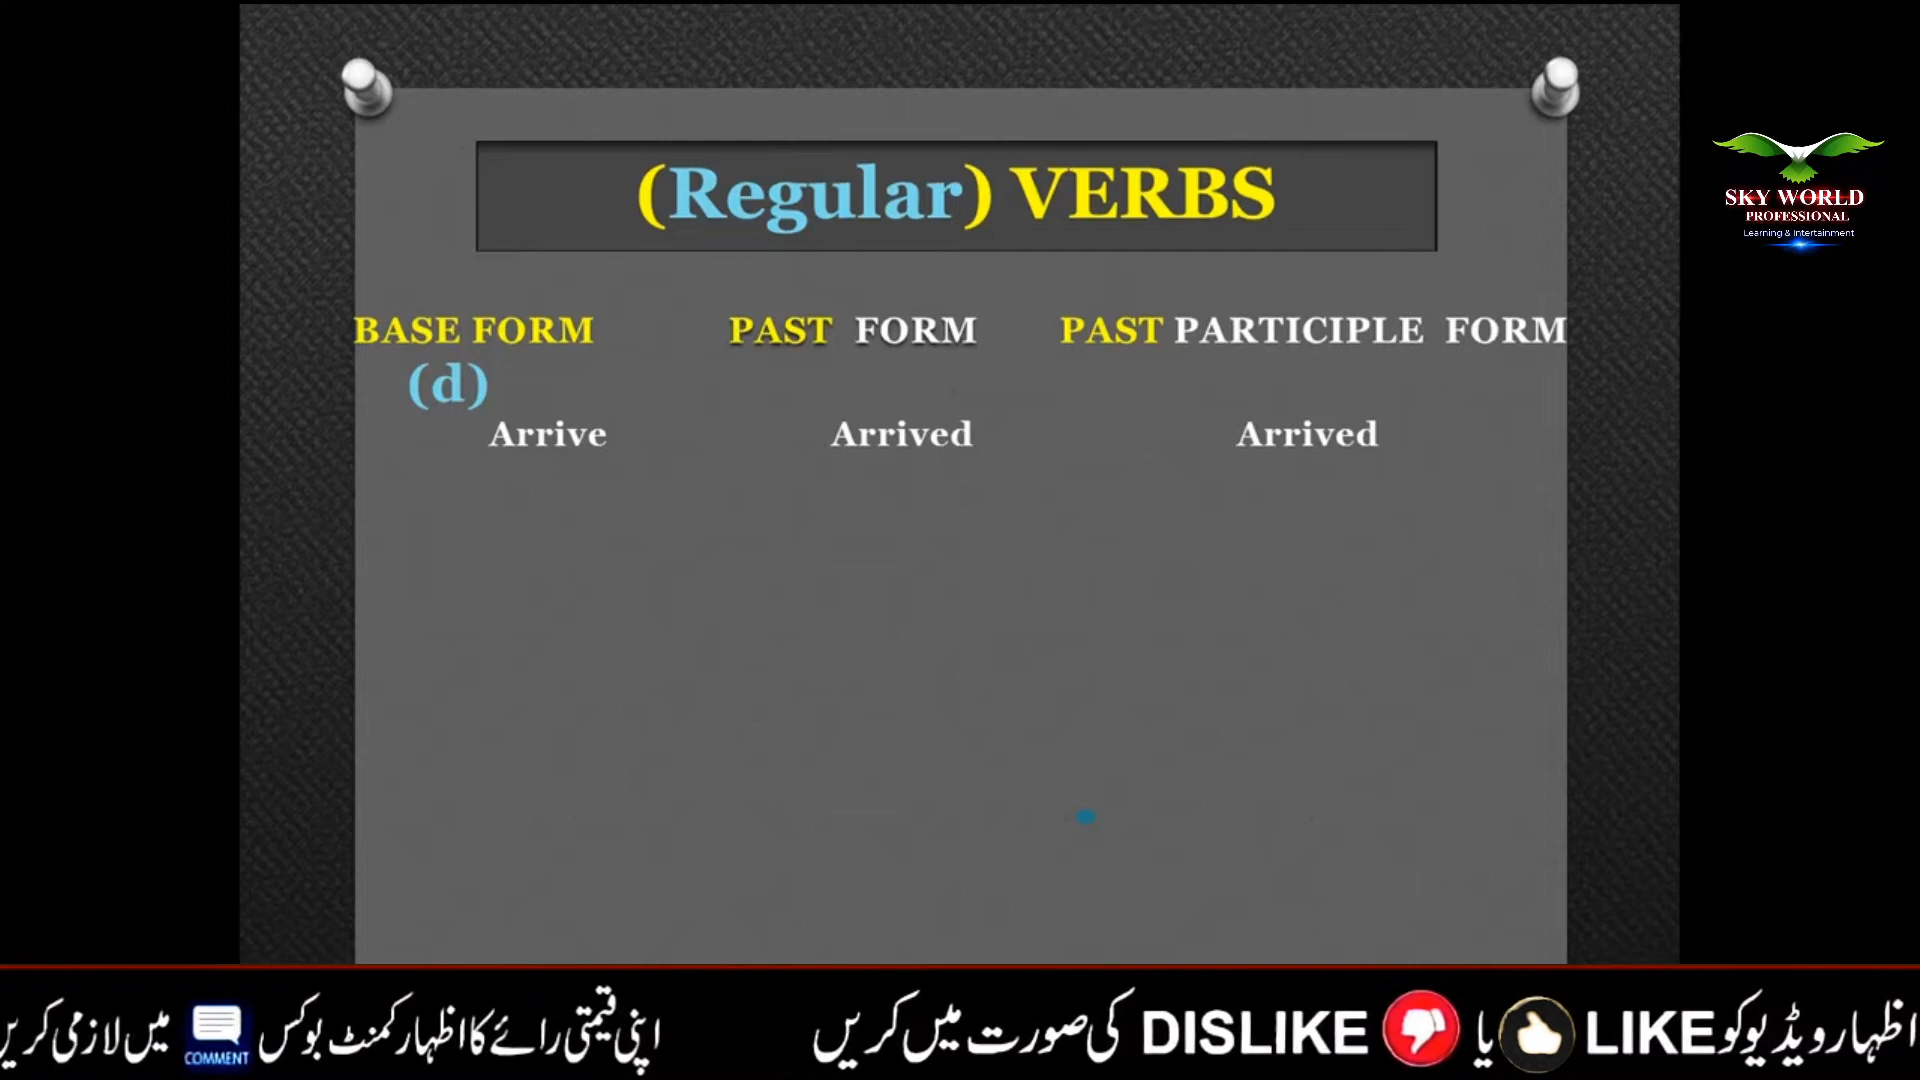 (Regular) VERBS
SKY WORLD
PROFESSIONAL
Learning & Intertainment
BASE FORM PAST FORM PAST PARTICIPLE FORM
(d)
Arrive Arrived Arrived
اظہار ویڈیو کو LIKE یا DISLIKE کی صورت میں کریں اپنی قیمتی رائے کا اظہار کمنٹ بوکس COMMENT میں لازمی کریں